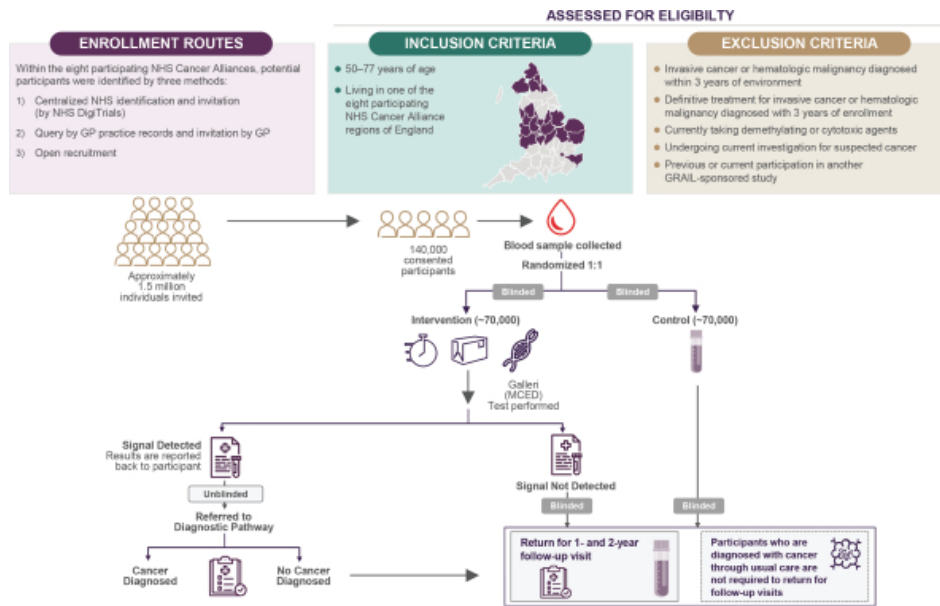 ASSESSED FOR ELIGIBILTY
ENROLLMENT ROUTES
Within the eight participating NHS Cancer Alliances, potential
participants were identified by three methods:
1) Centralized NHS identification and invitation
(by NHS DigiTrials)
2) Query by GP practice records and invitation by GP
3) Open recruitment
INCLUSION CRITERIA
50–77 years of age
Living in one of the
eight participating
NHS Cancer Alliance
regions of England
EXCLUSION CRITERIA
Invasive cancer or hematologic malignancy diagnosed
within 3 years of environment
Definitive treatment for invasive cancer or hematologic
malignancy diagnosed with 3 years of enrollment
Currently taking demethylating or cytotoxic agents
Undergoing current investigation for suspected cancer
Previous or current participation in another
GRAIL-sponsored study
Approximately
1.5 million
individuals invited
140,000
consented
participants
Blood sample collected
Randomized 1:1
Blinded
Blinded
Intervention (~70,000)
Control (~70,000)
Galleri
(MCED)
Test performed
Signal Detected
Results are reported
back to participant
Unblinded
Referred to
Diagnostic Pathway
Cancer
Diagnosed
No Cancer
Diagnosed
Signal Not Detected
Blinded
Blinded
Return for 1- and 2-year
follow-up visit
Participants who are
diagnosed with cancer
through usual care are
not required to return for
follow-up visits